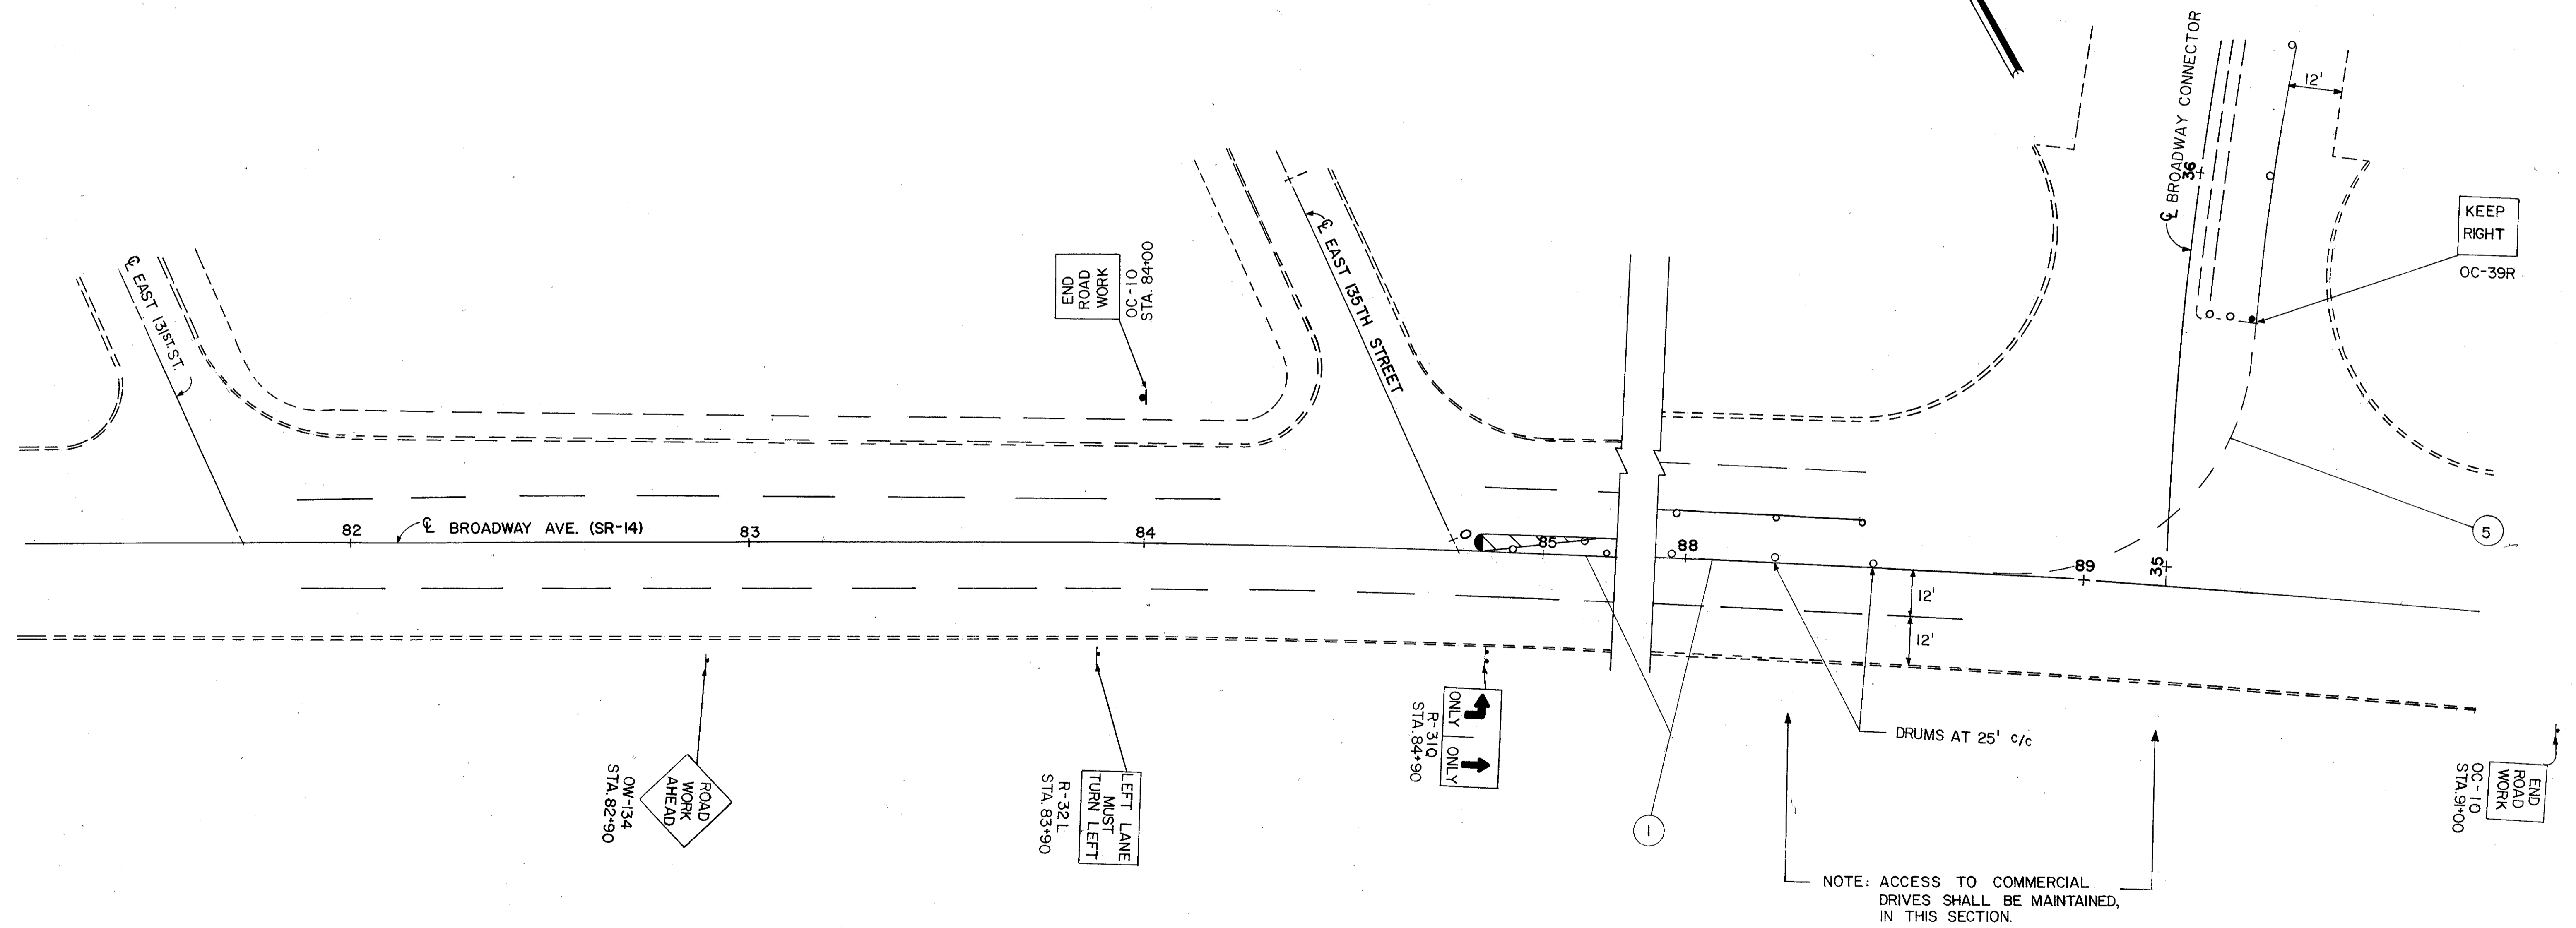 ℄ BROADWAY CONNECTOR
12'
36
KEEP
RIGHT
OC-39R
℄ EAST 131ST. ST.
END
ROAD
WORK
OC-10
STA. 84+00
℄ EAST 135TH STREET
82
℄ BROADWAY AVE. (SR-14)
83
84
85
88
89
35
5
12'
12'
ROAD
WORK
AHEAD
OW-134
STA. 82+90
LEFT LANE
MUST
TURN LEFT
R-32L
STA. 83+90
ONLY
ONLY
R-31Q
STA. 84+90
DRUMS AT 25' c/c
1
END
ROAD
WORK
OC-10
STA. 91+00
NOTE: ACCESS TO COMMERCIAL
DRIVES SHALL BE MAINTAINED,
IN THIS SECTION.